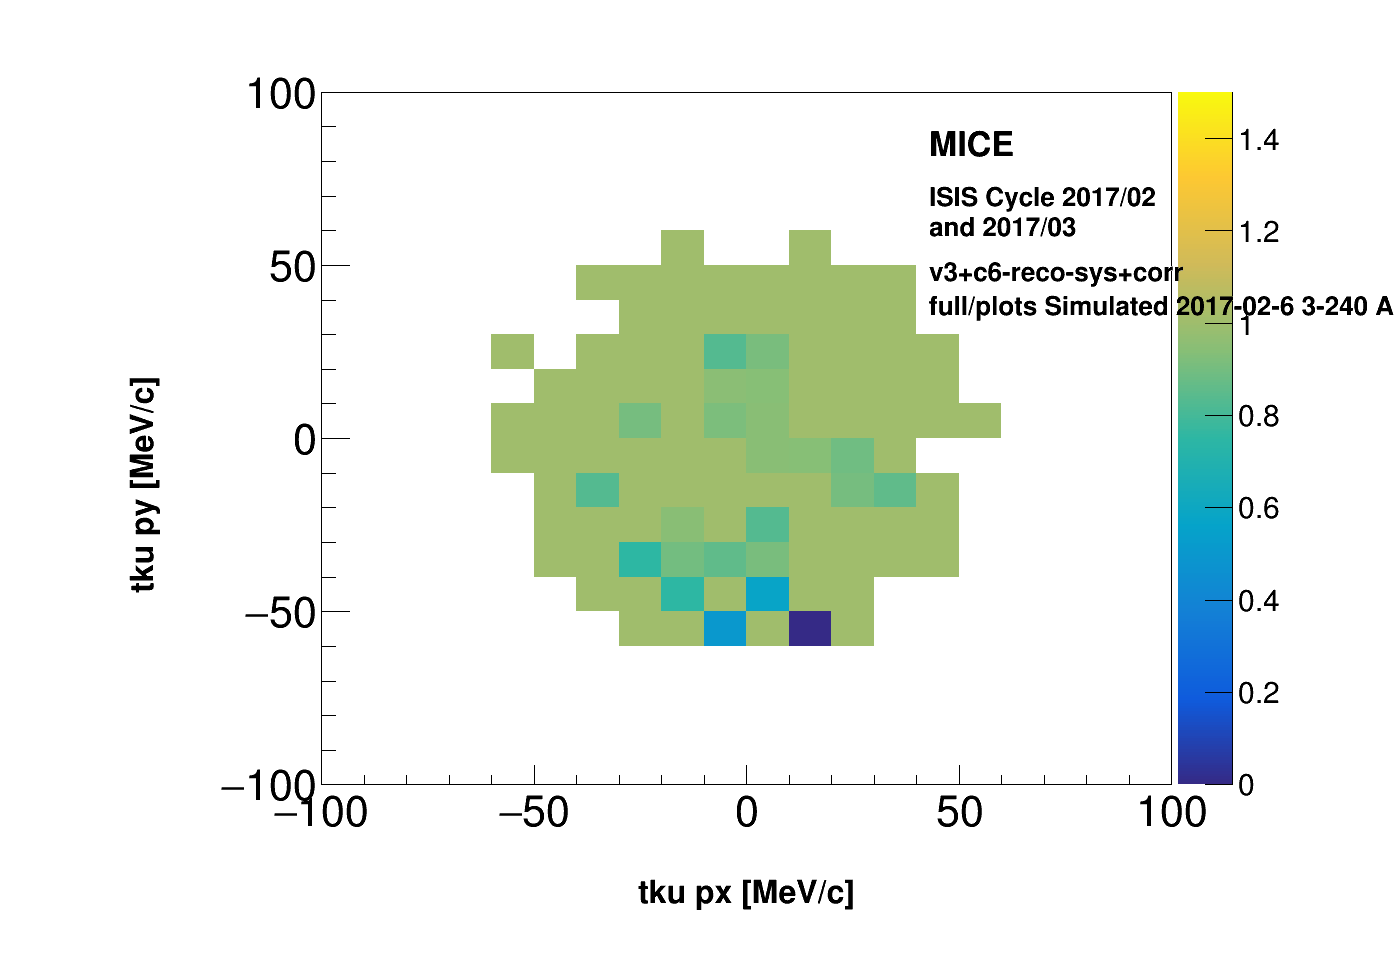 MICE
ISIS Cycle 2017/02
and 2017/03
v3+c6-reco-sys+corr
full/plots Simulated 2017-02-6 3-240 A
100
50
0
−50
−100
tku py [MeV/c]
−100
−50
0
50
100
tku px [MeV/c]
1.4
1.2
1
0.8
0.6
0.4
0.2
0